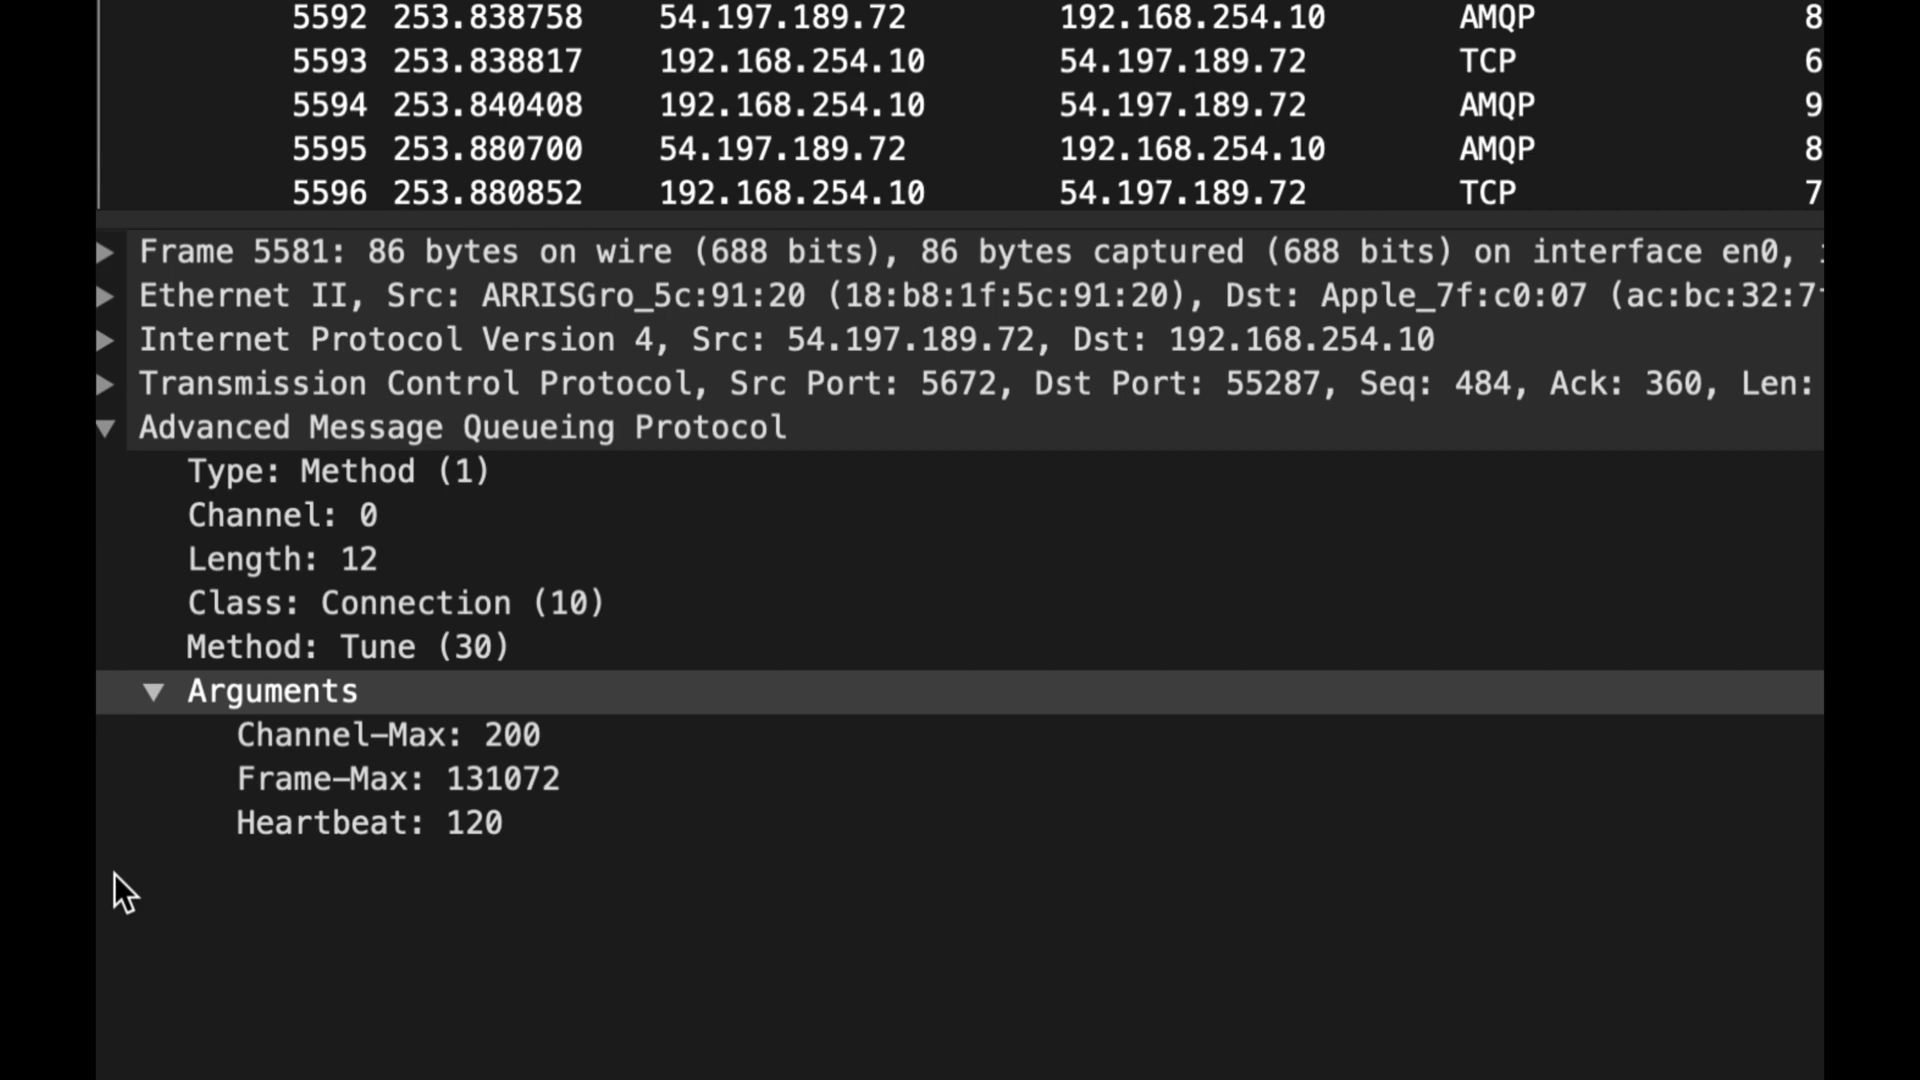 5592 253.838758 54.197.189.72 192.168.254.10 AMQP 8
5593 253.838817 192.168.254.10 54.197.189.72 TCP 6
5594 253.840408 192.168.254.10 54.197.189.72 AMQP 9
5595 253.880700 54.197.189.72 192.168.254.10 AMQP 8
5596 253.880852 192.168.254.10 54.197.189.72 TCP 7
Frame 5581: 86 bytes on wire (688 bits), 86 bytes captured (688 bits) on interface en0,
Ethernet II, Src: ARRISGro_5c:91:20 (18:b8:1f:5c:91:20), Dst: Apple_7f:c0:07 (ac:bc:32:7
Internet Protocol Version 4, Src: 54.197.189.72, Dst: 192.168.254.10
Transmission Control Protocol, Src Port: 5672, Dst Port: 55287, Seq: 484, Ack: 360, Len:
Advanced Message Queueing Protocol
Type: Method (1)
Channel: 0
Length: 12
Class: Connection (10)
Method: Tune (30)
Arguments
Channel-Max: 200
Frame-Max: 131072
Heartbeat: 120